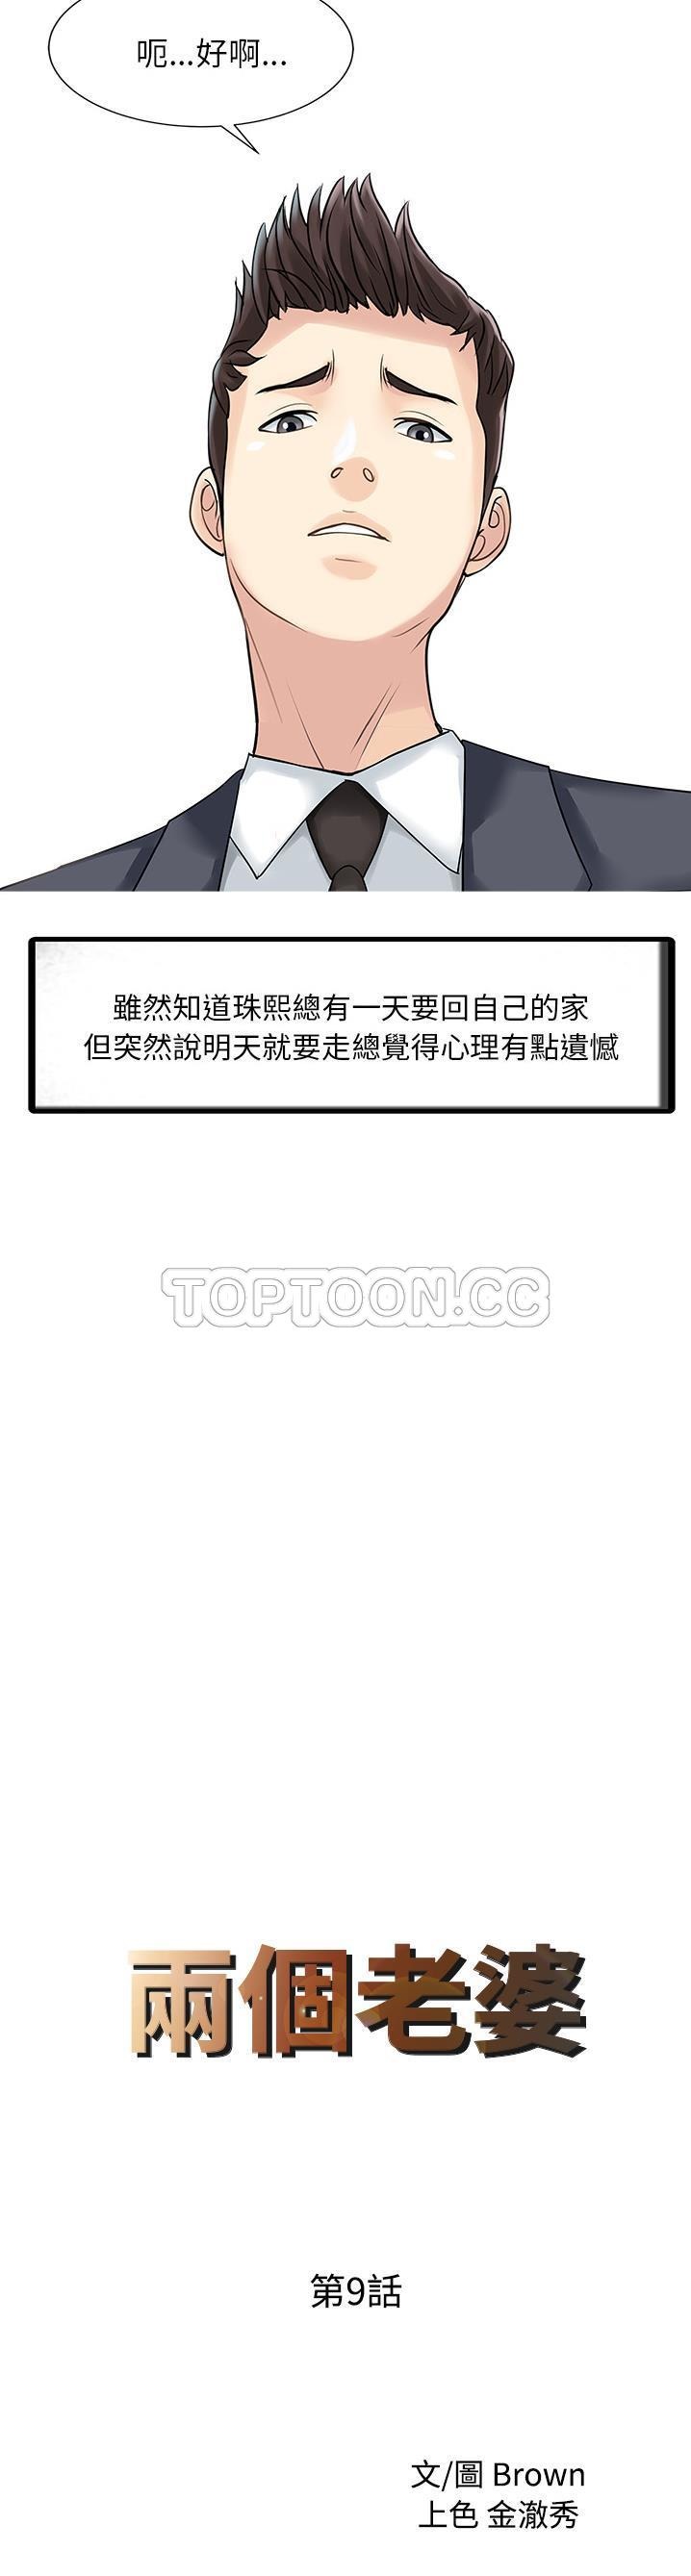 呃...好啊...
雖然知道珠熙總有一天要回自己的家
但突然說明天就要走總覺得心理有點遺憾
TOPTOON.CC
兩個老婆
第9話
文/圖 Brown
上色 金澈秀